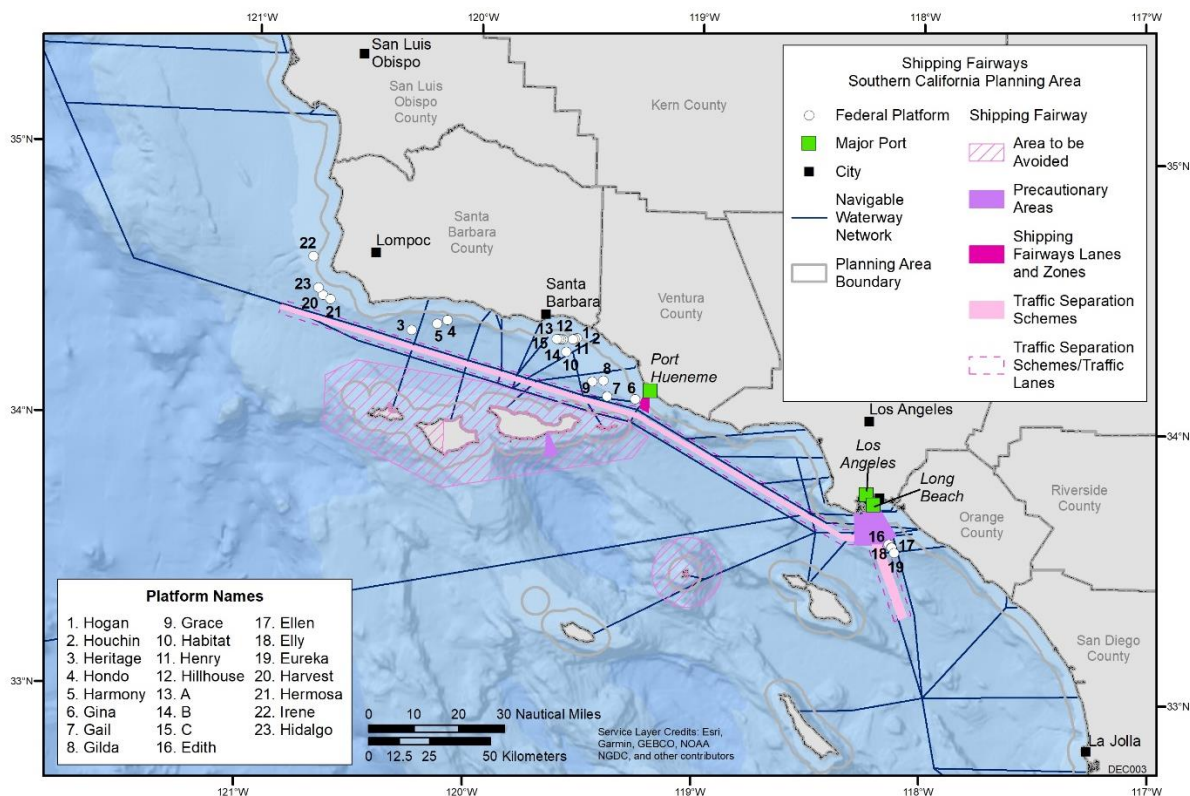 121°W
120°W
119°W
118°W
117°W
San Luis
Obispo
San Luis
Obispo
County
Kern County
35°N
35°N
Santa
Barbara
County
Lompoc
22
23
20
21
3
5
4
Santa
Barbara
13
12
12
15
14
11
10
9
8
7
6
Ventura
County
Port
Hueneme
34°N
34°N
Los Angeles
Los
Angeles
Long
Beach
Orange
County
Riverside
County
16
17
18
19
San Diego
County
33°N
33°N
La Jolla
DEC003
Shipping Fairways
Southern California Planning Area
Federal Platform
Major Port
City
Navigable
Waterway
Network
Planning Area
Boundary
Shipping Fairway
Area to be
Avoided
Precautionary
Areas
Shipping
Fairways Lanes
and Zones
Traffic Separation
Schemes
Traffic Separation
Schemes/Traffic
Lanes
Platform Names
1. Hogan
2. Houchin
3. Heritage
4. Hondo
5. Harmony
6. Gina
7. Gail
8. Gilda
9. Grace
10. Habitat
11. Henry
12. Hillhouse
13. A
14. B
15. C
16. Edith
17. Ellen
18. Elly
19. Eureka
20. Harvest
21. Hermosa
22. Irene
23. Hidalgo
0 10 20 30 Nautical Miles
0 12.5 25 50 Kilometers
Service Layer Credits: Esri,
Garmin, GEBCO, NOAA
NGDC, and other contributors
121°W
120°W
119°W
118°W
117°W